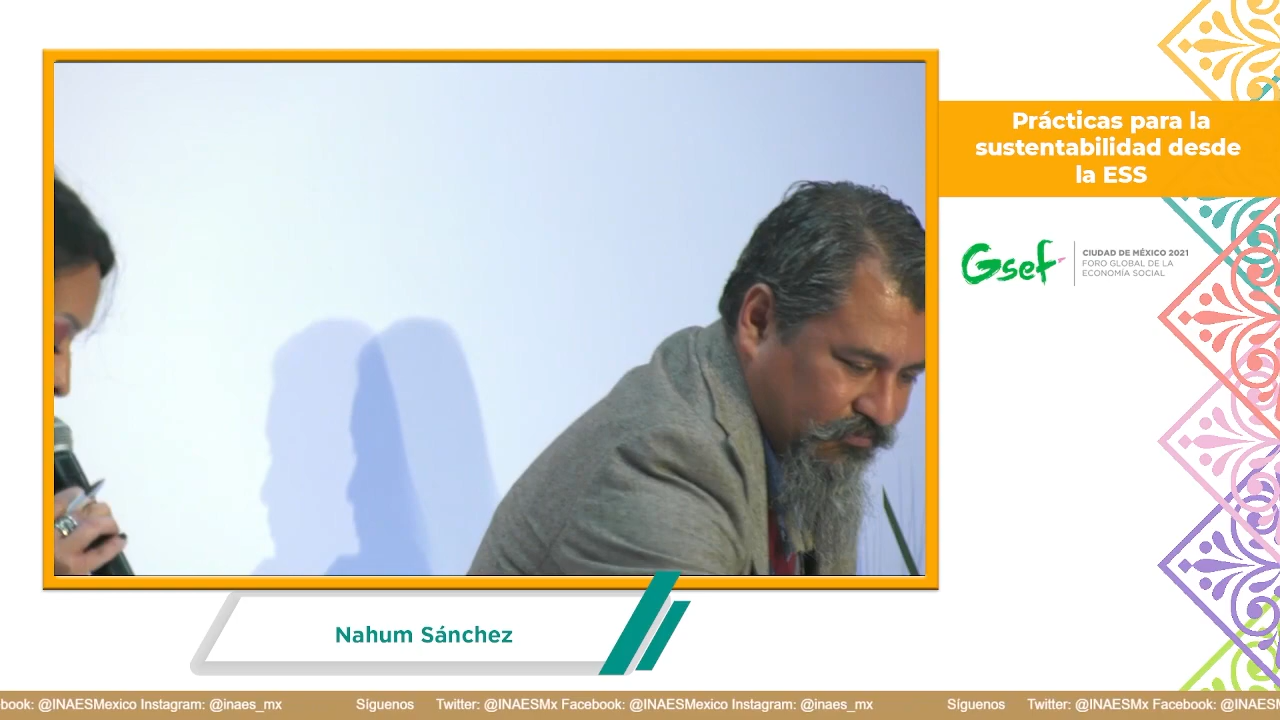 Prácticas para la
sustentabilidad desde
la ESS
Gsef
CIUDAD DE MÉXICO 2021
FORO GLOBAL DE LA
ECONOMÍA SOCIAL
Nahum Sánchez
book: @INAESMexico Instagram: @inaes_mx Síguenos Twitter: @INAESMx Facebook: @INAESMexico Instagram: @inaes_mx Síguenos Twitter: @INAESMx Facebook: @INAES